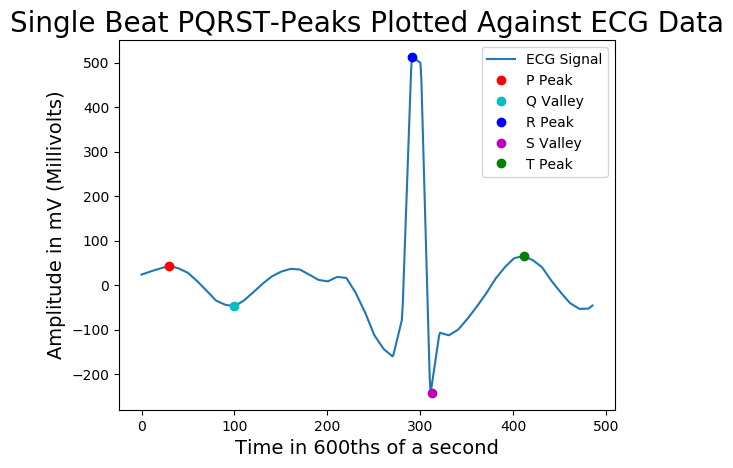 Single Beat PQRST-Peaks Plotted Against ECG Data
Amplitude in mV (Millivolts)
500
400
300
200
100
0
−100
−200
ECG Signal
P Peak
Q Valley
R Peak
S Valley
T Peak
0 100 200 300 400 500
Time in 600ths of a second